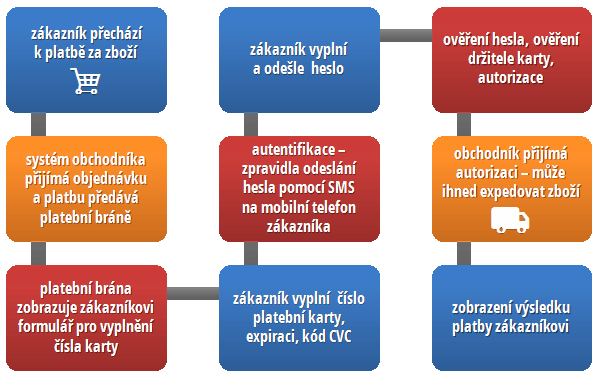 zákazník přechází
k platbě za zboží
systém obchodníka
přijímá objednávku
a platbu předává
platební bráně
platební brána
zobrazuje zákazníkovi
formulář pro vyplnění
čísla karty
zákazník vyplní číslo
platební karty,
expiraci, kód CVC
autentifikace –
zpravidla odeslání
hesla pomocí SMS
na mobilní telefon
zákazníka
zákazník vyplní
a odešle heslo
ověření hesla, ověření
držitele karty,
autorizace
obchodník přijímá
autorizaci – může
ihned expedovat zboží
zobrazení výsledku
platby zákazníkovi